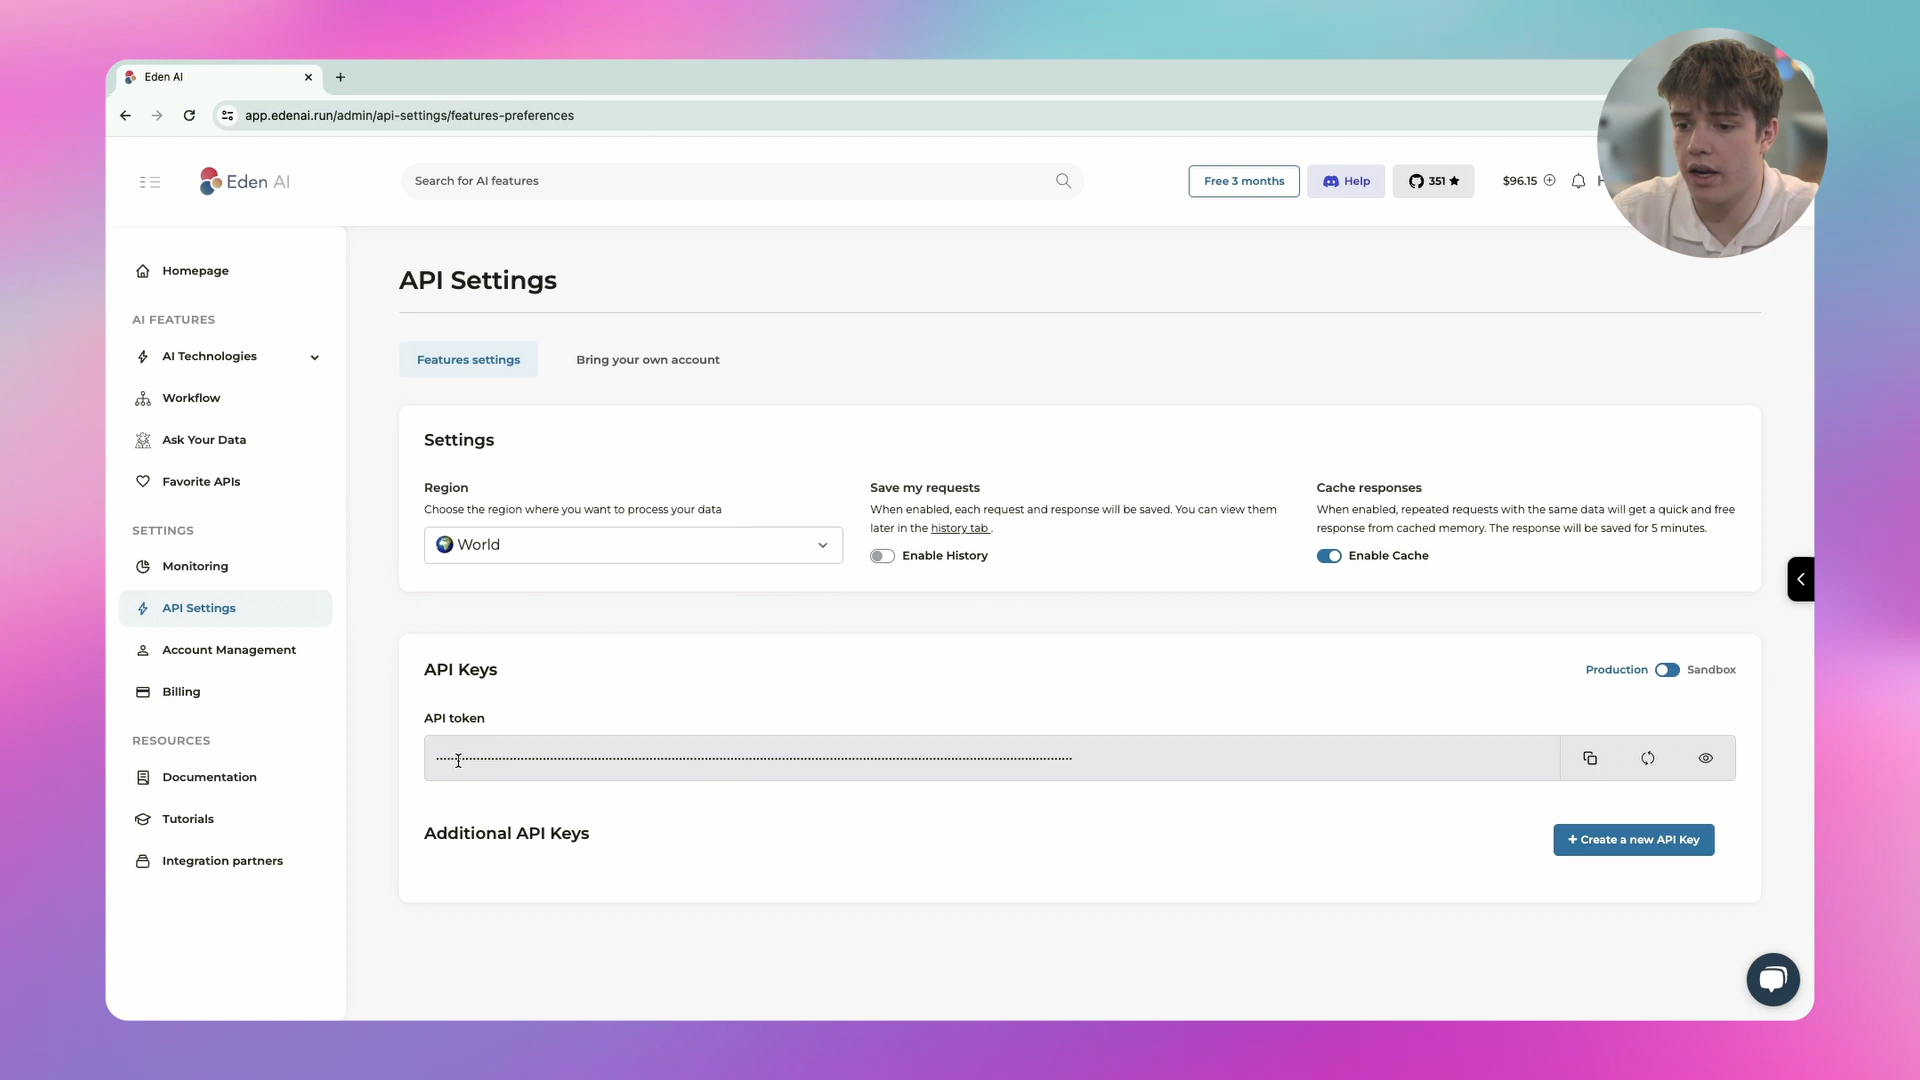 Eden AI
app.edenai.run/admin/api-settings/features-preferences
Eden AI
Search for AI features
Free 3 months
Help
351
$96.15
Homepage
AI FEATURES
AI Technologies
Workflow
Ask Your Data
Favorite APIs
SETTINGS
Monitoring
API Settings
Account Management
Billing
RESOURCES
Documentation
Tutorials
Integration partners
API Settings
Features settings
Bring your own account
Settings
Region
Choose the region where you want to process your data
World
Save my requests
When enabled, each request and response will be saved. You can view them
later in the history tab .
Enable History
Cache responses
When enabled, repeated requests with the same data will get a quick and free
response from cached memory. The response will be saved for 5 minutes.
Enable Cache
API Keys
Production
Sandbox
API token
Additional API Keys
+ Create a new API Key